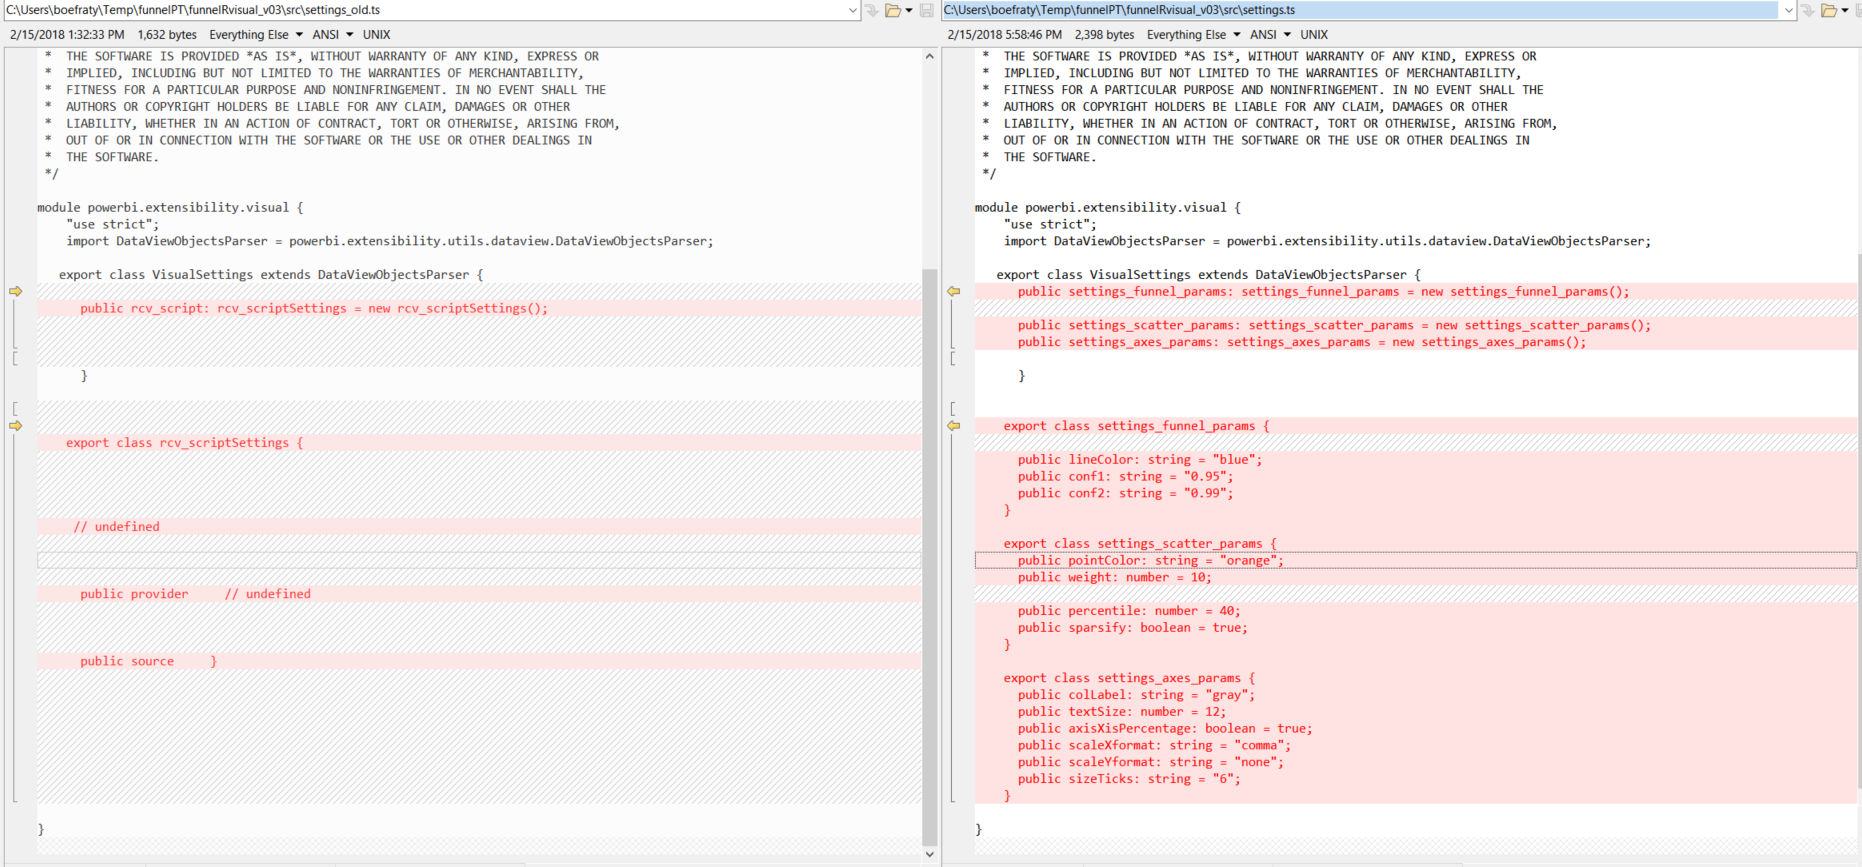 C:\Users\boefraty\Temp\funnelPT\funnelRvisual_v03\src\settings_old.ts
2/15/2018 1:32:33 PM 1,632 bytes Everything Else ANSI UNIX
* THE SOFTWARE IS PROVIDED *AS IS*, WITHOUT WARRANTY OF ANY KIND, EXPRESS OR
* IMPLIED, INCLUDING BUT NOT LIMITED TO THE WARRANTIES OF MERCHANTABILITY,
* FITNESS FOR A PARTICULAR PURPOSE AND NONINFRINGEMENT. IN NO EVENT SHALL THE
* AUTHORS OR COPYRIGHT HOLDERS BE LIABLE FOR ANY CLAIM, DAMAGES OR OTHER
* LIABILITY, WHETHER IN AN ACTION OF CONTRACT, TORT OR OTHERWISE, ARISING FROM,
* OUT OF OR IN CONNECTION WITH THE SOFTWARE OR THE USE OR OTHER DEALINGS IN
* THE SOFTWARE.
*/
module powerbi.extensibility.visual {
"use strict";
import DataViewObjectsParser = powerbi.extensibility.utils.dataview.DataViewObjectsParser;
export class VisualSettings extends DataViewObjectsParser {
public rcv_script: rcv_scriptSettings = new rcv_scriptSettings();
}
export class rcv_scriptSettings {
// undefined
public provider // undefined
public source }
}
C:\Users\boefraty\Temp\funnelPT\funnelRvisual_v03\src\settings.ts
2/15/2018 5:58:46 PM 2,398 bytes Everything Else ANSI UNIX
* THE SOFTWARE IS PROVIDED *AS IS*, WITHOUT WARRANTY OF ANY KIND, EXPRESS OR
* IMPLIED, INCLUDING BUT NOT LIMITED TO THE WARRANTIES OF MERCHANTABILITY,
* FITNESS FOR A PARTICULAR PURPOSE AND NONINFRINGEMENT. IN NO EVENT SHALL THE
* AUTHORS OR COPYRIGHT HOLDERS BE LIABLE FOR ANY CLAIM, DAMAGES OR OTHER
* LIABILITY, WHETHER IN AN ACTION OF CONTRACT, TORT OR OTHERWISE, ARISING FROM,
* OUT OF OR IN CONNECTION WITH THE SOFTWARE OR THE USE OR OTHER DEALINGS IN
* THE SOFTWARE.
*/
module powerbi.extensibility.visual {
"use strict";
import DataViewObjectsParser = powerbi.extensibility.utils.dataview.DataViewObjectsParser;
export class VisualSettings extends DataViewObjectsParser {
public settings_funnel_params: settings_funnel_params = new settings_funnel_params();
public settings_scatter_params: settings_scatter_params = new settings_scatter_params();
public settings_axes_params: settings_axes_params = new settings_axes_params();
}
export class settings_funnel_params {
public lineColor: string = "blue";
public conf1: string = "0.95";
public conf2: string = "0.99";
}
export class settings_scatter_params {
public pointColor: string = "orange";
public weight: number = 10;
public percentile: number = 40;
public sparsify: boolean = true;
}
export class settings_axes_params {
public colLabel: string = "gray";
public textSize: number = 12;
public axisXisPercentage: boolean = true;
public scaleXformat: string = "comma";
public scaleYformat: string = "none";
public sizeTicks: string = "6";
}
}